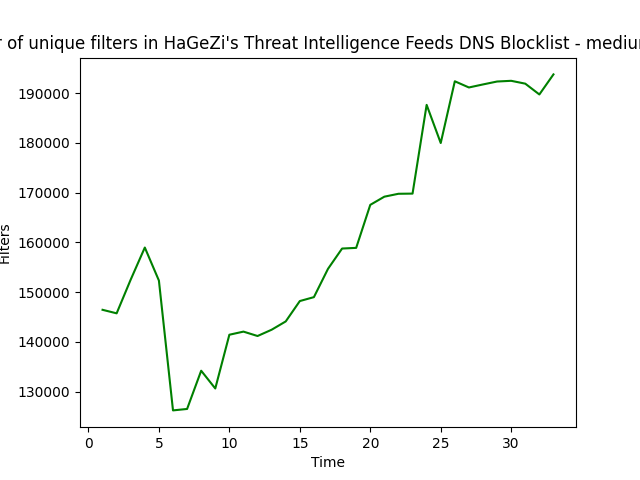 r of unique filters in HaGeZi's Threat Intelligence Feeds DNS Blocklist - mediu
190000
180000
170000
160000
150000
140000
130000
Filters
0 5 10 15 20 25 30
Time